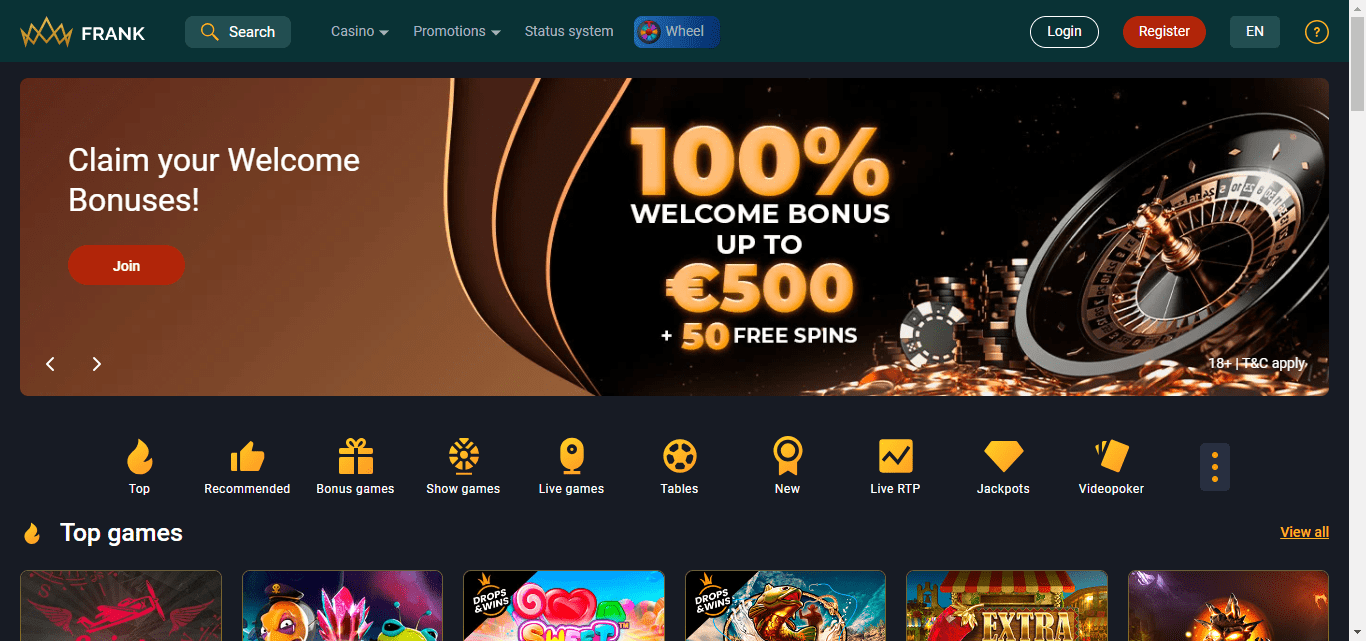 FRANK
Search
Casino
Promotions
Status system
Wheel
Login
Register
EN
?
Claim your Welcome
Bonuses!
Join
100%
WELCOME BONUS
UP TO
€500
+ 50 FREE SPINS
18+ | T&C apply
Top
Recommended
Bonus games
Show games
Live games
Tables
New
Live RTP
Jackpots
Videopoker
Top games
View all
DROPS
&WINS
SWEET
TM
DROPS
&WINS
EXTRA